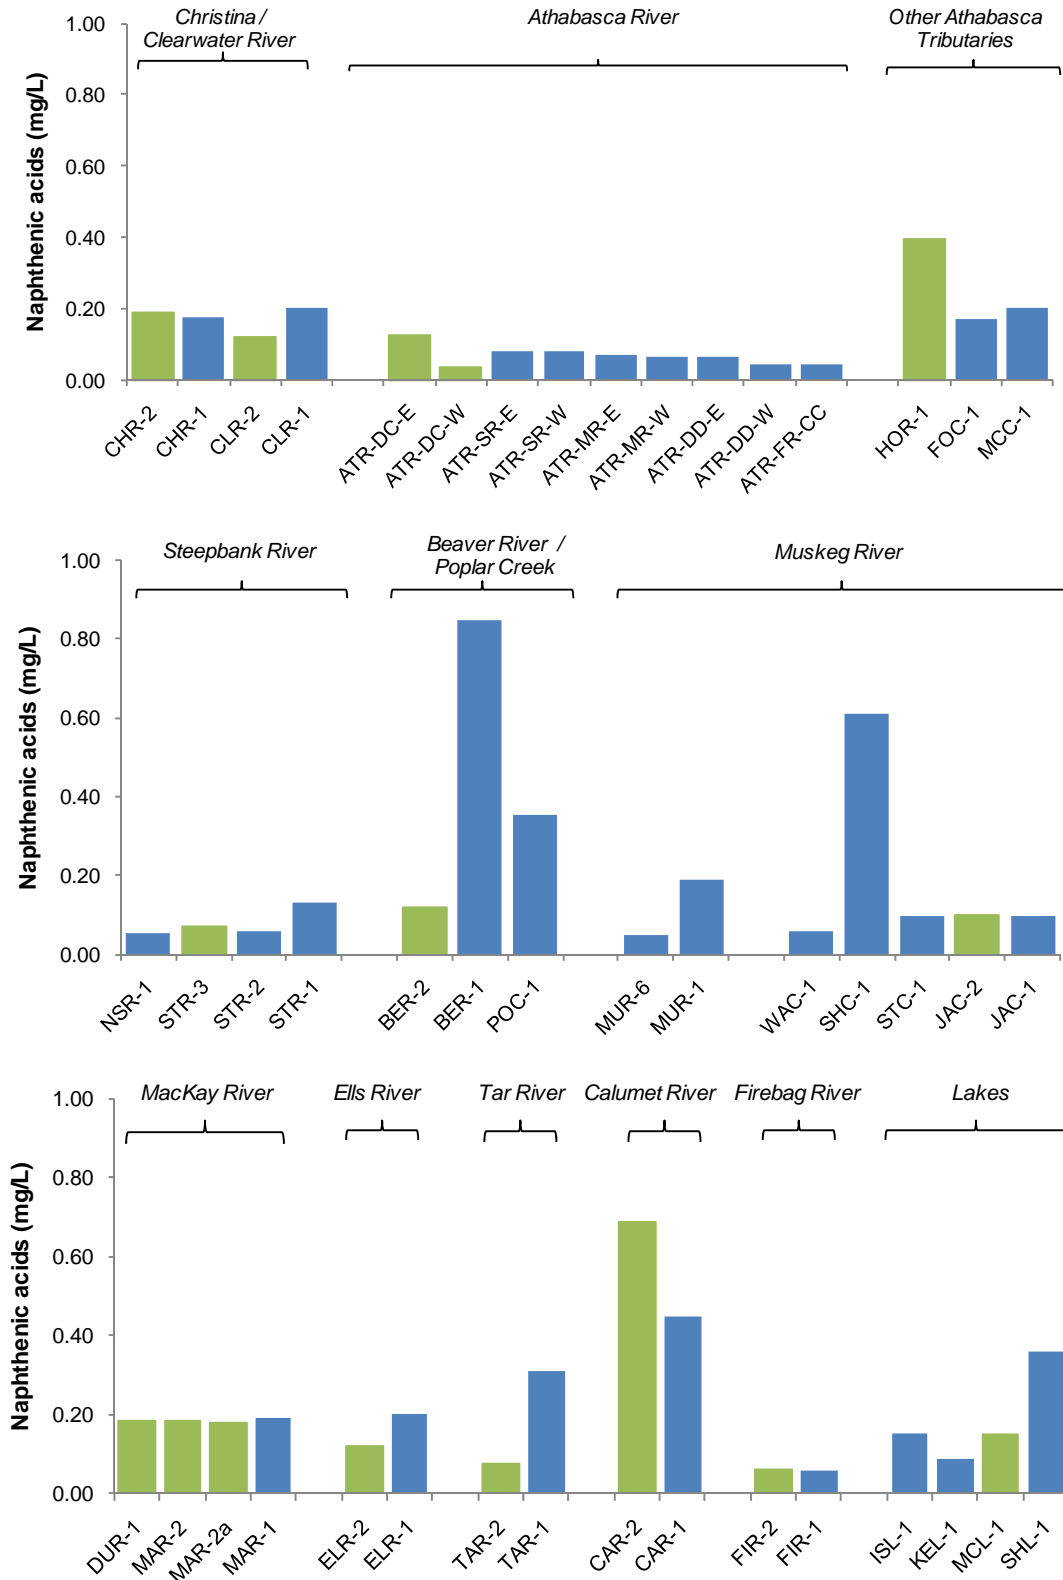 Christina /
Clearwater River
Athabasca River
Other Athabasca
Tributaries
Naphthenic acids (mg/L)
1.00
0.80
0.60
0.40
0.20
0.00
CHR-2
CHR-1
CLR-2
CLR-1
ATR-DC-E
ATR-DC-W
ATR-SR-E
ATR-SR-W
ATR-MR-E
ATR-MR-W
ATR-DD-E
ATR-DD-W
ATR-FR-CC
HOR-1
FOC-1
MCC-1
Steepbank River
Beaver River /
Poplar Creek
Muskeg River
Naphthenic acids (mg/L)
1.00
0.80
0.60
0.40
0.20
0.00
NSR-1
STR-3
STR-2
STR-1
BER-2
BER-1
POC-1
MUR-6
MUR-1
WAC-1
SHC-1
STC-1
JAC-2
JAC-1
MacKay River
Ells River
Tar River
Calumet River
Firebag River
Lakes
Naphthenic acids (mg/L)
1.00
0.80
0.60
0.40
0.20
0.00
DUR-1
MAR-2
MAR-2a
MAR-1
ELR-2
ELR-1
TAR-2
TAR-1
CAR-2
CAR-1
FIR-2
FIR-1
ISL-1
KEL-1
MCL-1
SHL-1